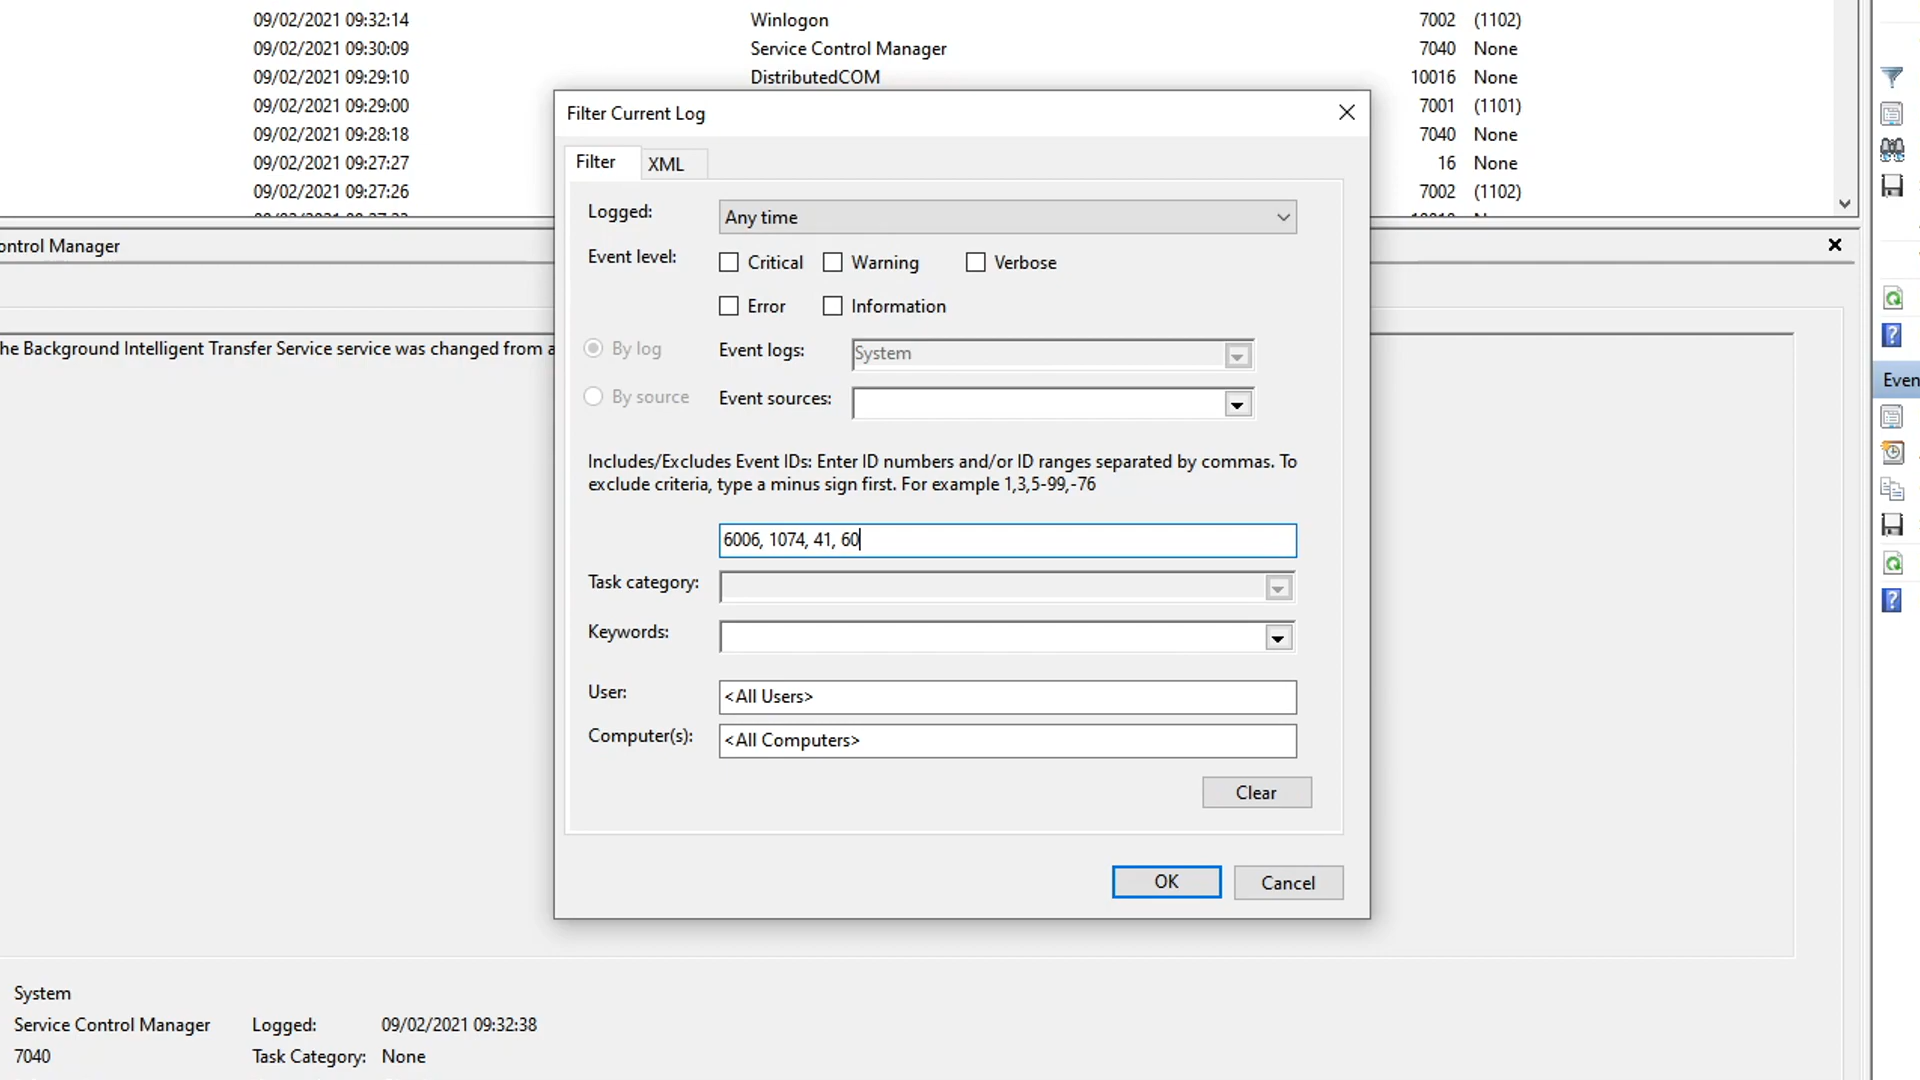 09/02/2021 09:32:14 Winlogon 7002 (1102)
09/02/2021 09:30:09 Service Control Manager 7040 None
09/02/2021 09:29:10 DistributedCOM 10016 None
09/02/2021 09:29:00 7001 (1101)
09/02/2021 09:28:18 7040 None
09/02/2021 09:27:27 16 None
09/02/2021 09:27:26 7002 (1102)
ontrol Manager
he Background Intelligent Transfer Service service was changed from a
Filter Current Log
Filter XML
Logged: Any time
Event level: Critical Warning Verbose
Error Information
By log Event logs: System
By source Event sources:
Includes/Excludes Event IDs: Enter ID numbers and/or ID ranges separated by commas. To
exclude criteria, type a minus sign first. For example 1,3,5-99,-76
6006, 1074, 41, 60
Task category:
Keywords:
User: <All Users>
Computer(s): <All Computers>
Clear
OK Cancel
Even
System
Service Control Manager Logged: 09/02/2021 09:32:38
7040 Task Category: None